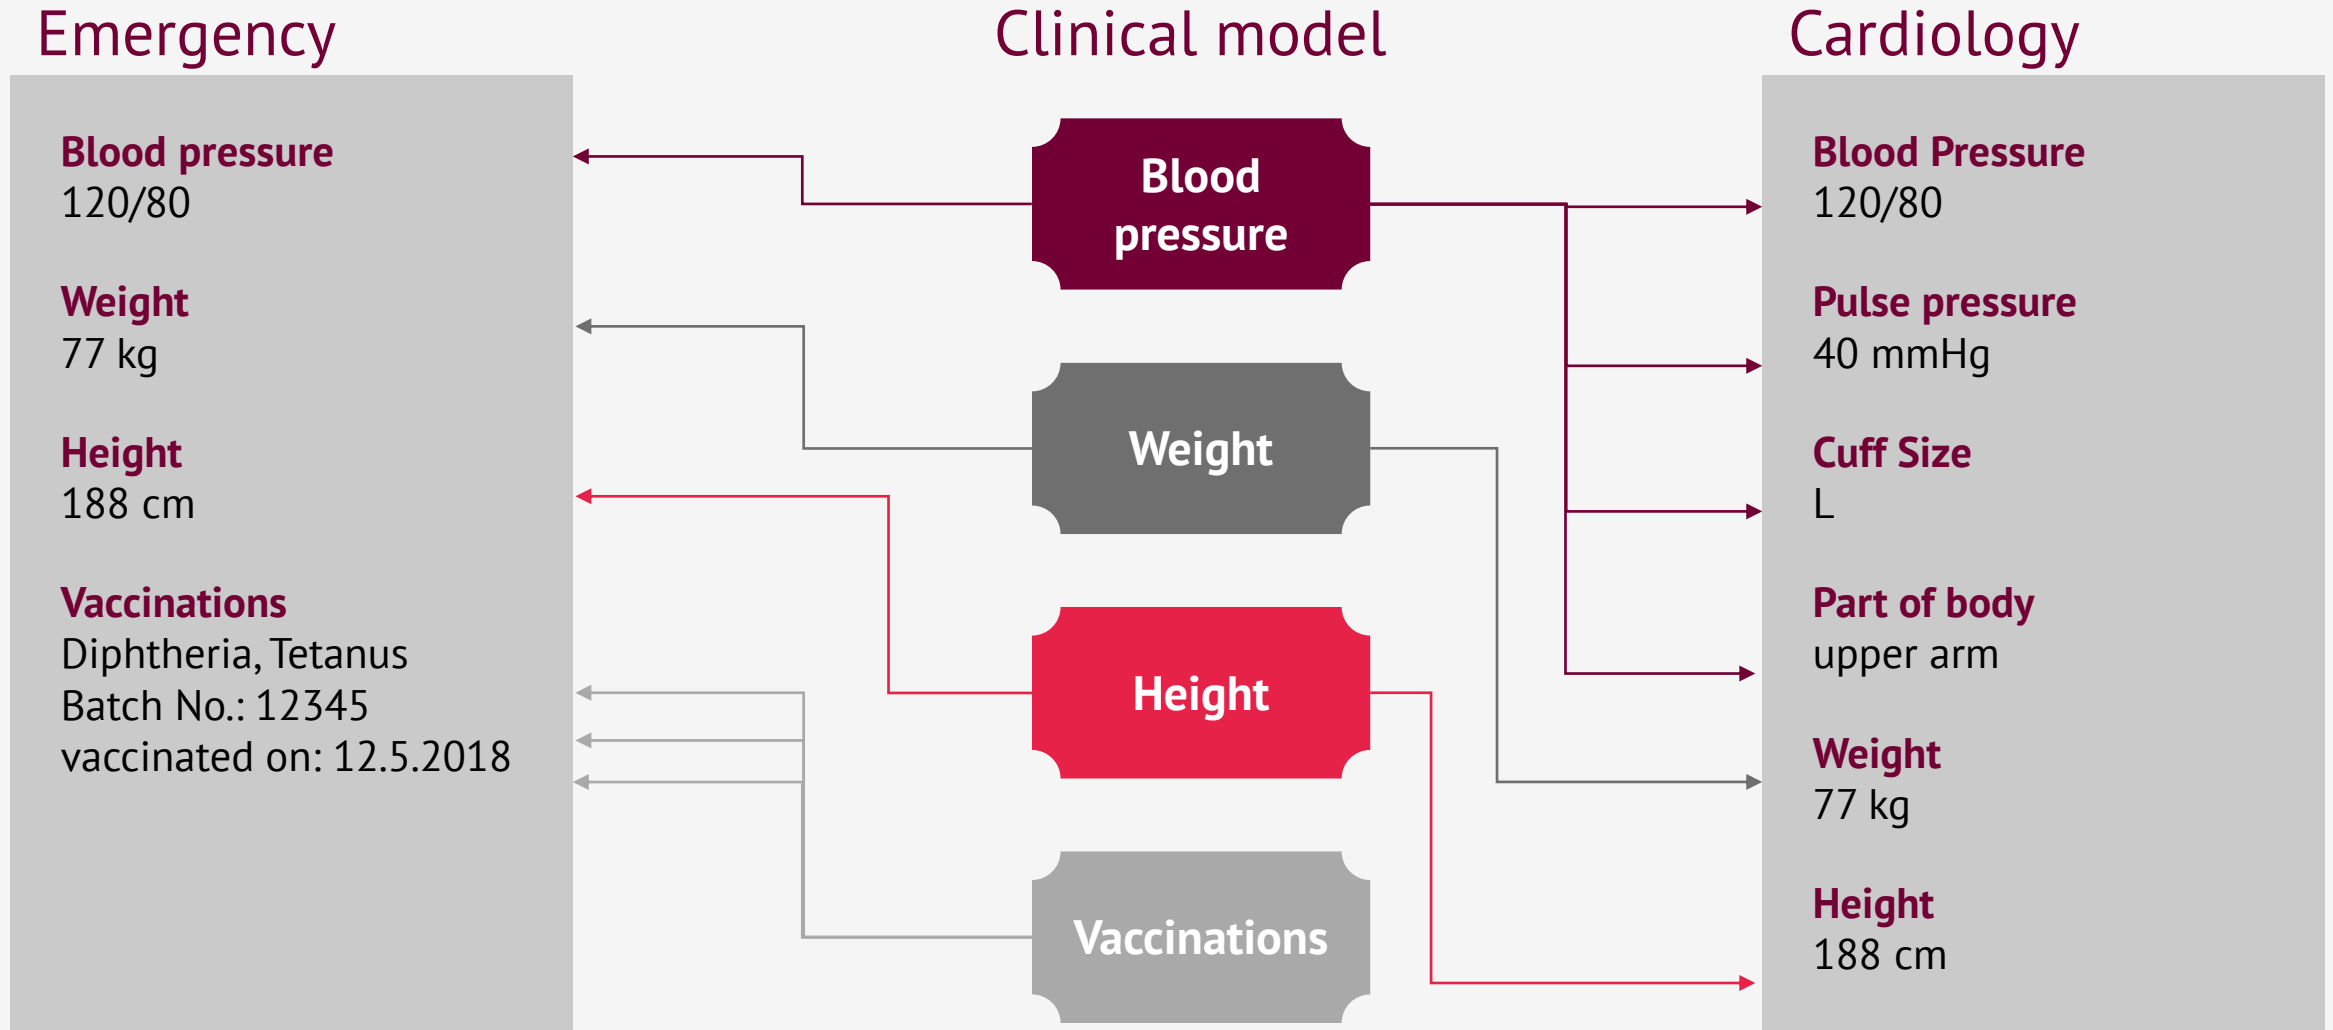 Emergency
Clinical model
Cardiology
Blood pressure
120/80
Weight
77 kg
Height
188 cm
Vaccinations
Diphtheria, Tetanus
Batch No.: 12345
vaccinated on: 12.5.2018
Blood
pressure
Weight
Height
Vaccinations
Blood Pressure
120/80
Pulse pressure
40 mmHg
Cuff Size
L
Part of body
upper arm
Weight
77 kg
Height
188 cm